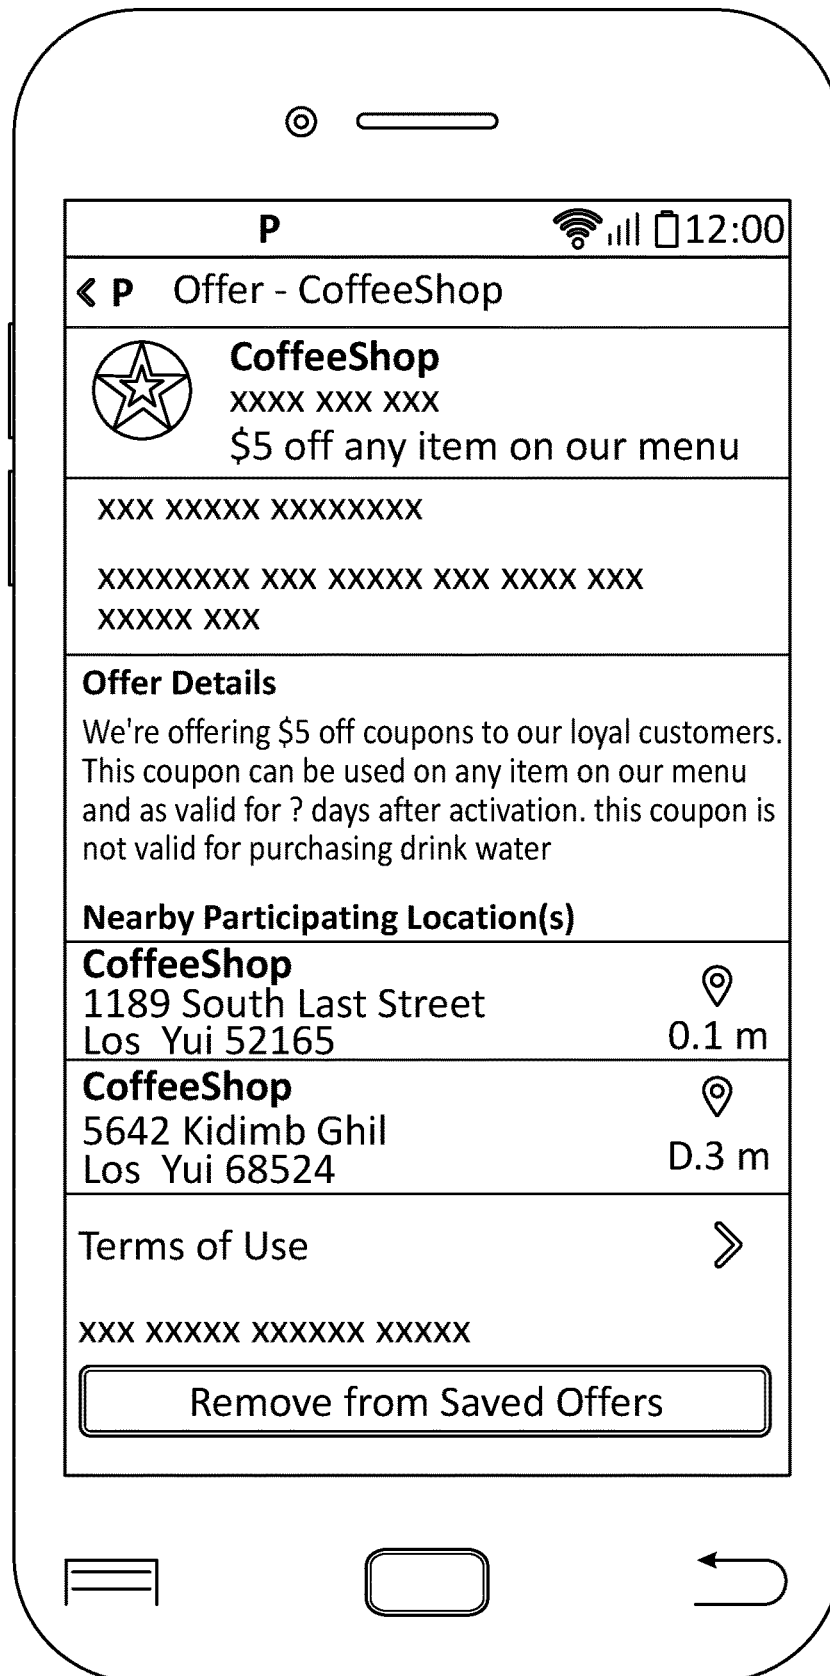 P 12:00
P Offer - CoffeeShop
CoffeeShop
xxxx xxx xxx
$5 off any item on our menu
xxx xxxxx xxxxxxxx
xxxxxxxx xxx xxxxx xxx xxxx xxx
xxxxx xxx
Offer Details
We're offering $5 off coupons to our loyal customers.
This coupon can be used on any item on our menu
and as valid for ? days after activation. this coupon is
not valid for purchasing drink water
Nearby Participating Location(s)
CoffeeShop
1189 South Last Street
Los Yui 52165
0.1 m
CoffeeShop
5642 Kidimb Ghil
Los Yui 68524
D.3 m
Terms of Use
xxx xxxxx xxxxxx xxxxx
Remove from Saved Offers